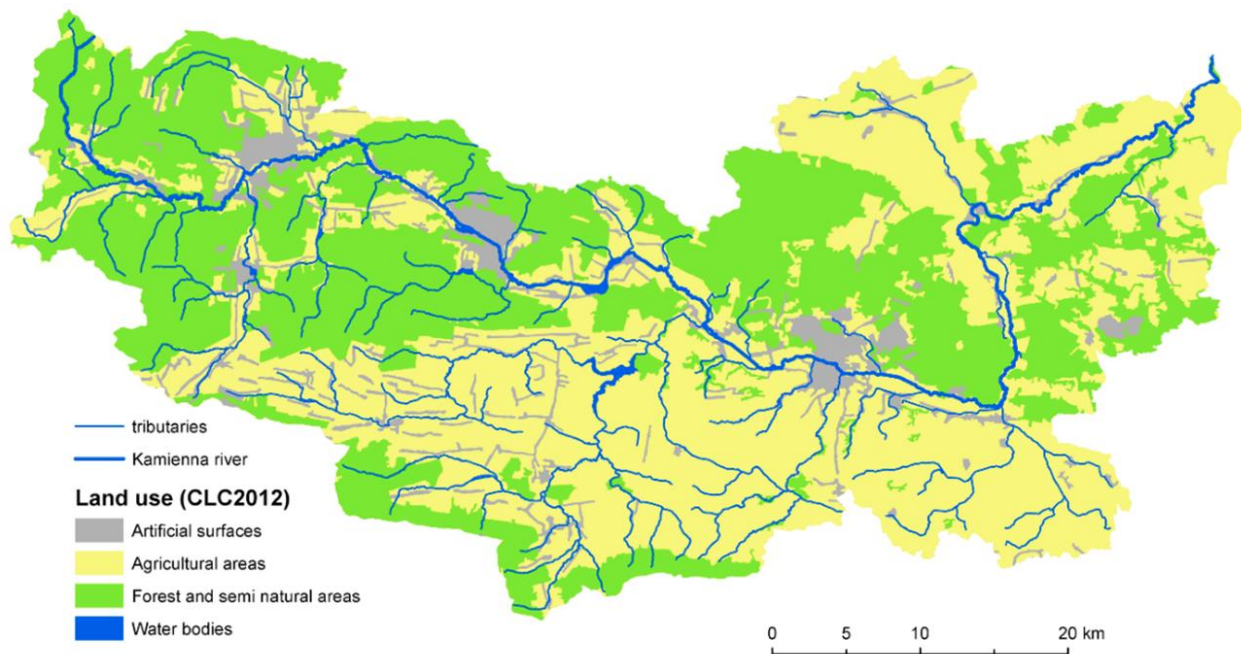 tributaries
Kamienna river
Land use (CLC2012)
Artificial surfaces
Agricultural areas
Forest and semi natural areas
Water bodies
0 5 10 20 km